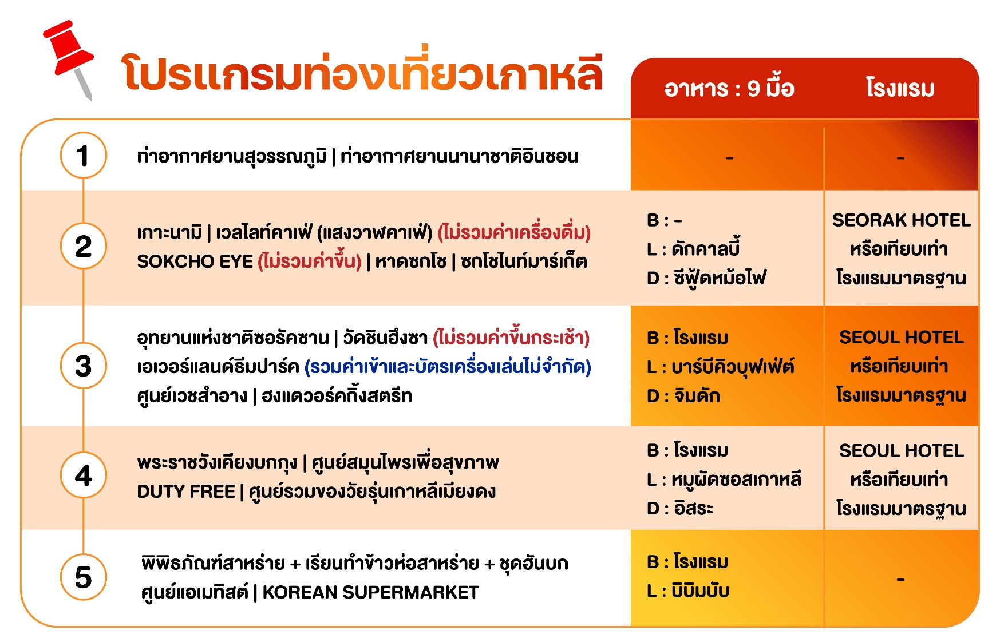 โปรแกรมท่องเที่ยวเกาหลี
อาหาร : 9 มื้อ
โรงแรม
1
ท่าอากาศยานสุวรรณภูมิ | ท่าอากาศยานนานาชาติอินชอน
-
-
2
เกาะนามิ | เวลไลท์คาเฟ่ (แสงวาฬคาเฟ่) (ไม่รวมค่าเครื่องดื่ม)
SOKCHO EYE (ไม่รวมค่าขึ้น) | หาดซกโช | ซกโชไนท์มาร์เก็ต
B : -
L : ดักคาลบี้
D : ซีฟู้ดหม้อไฟ
SEORAK HOTEL
หรือเทียบเท่า
โรงแรมมาตรฐาน
3
อุทยานแห่งชาติซอรัคซาน | วัดชินฮึงซา (ไม่รวมค่าขึ้นกระเช้า)
เอเวอร์แลนด์ธีมปาร์ค (รวมค่าเข้าและบัตรเครื่องเล่นไม่จำกัด)
ศูนย์เวชสำอาง | ฮงแดวอร์คกิ้งสตรีท
B : โรงแรม
L : บาร์บีคิวบุฟเฟ่ต์
D : จิมดัก
SEOUL HOTEL
หรือเทียบเท่า
โรงแรมมาตรฐาน
4
พระราชวังเคียงบกกุง | ศูนย์สมุนไพรเพื่อสุขภาพ
DUTY FREE | ศูนย์รวมของวัยรุ่นเกาหลีเมียงดง
B : โรงแรม
L : หมูผัดซอสเกาหลี
D : อิสระ
SEOUL HOTEL
หรือเทียบเท่า
โรงแรมมาตรฐาน
5
พิพิธภัณฑ์สาหร่าย + เรียนทำข้าวห่อสาหร่าย + ชุดฮันบก
ศูนย์แอเมทิสต์ | KOREAN SUPERMARKET
B : โรงแรม
L : บิบิมบับ
-